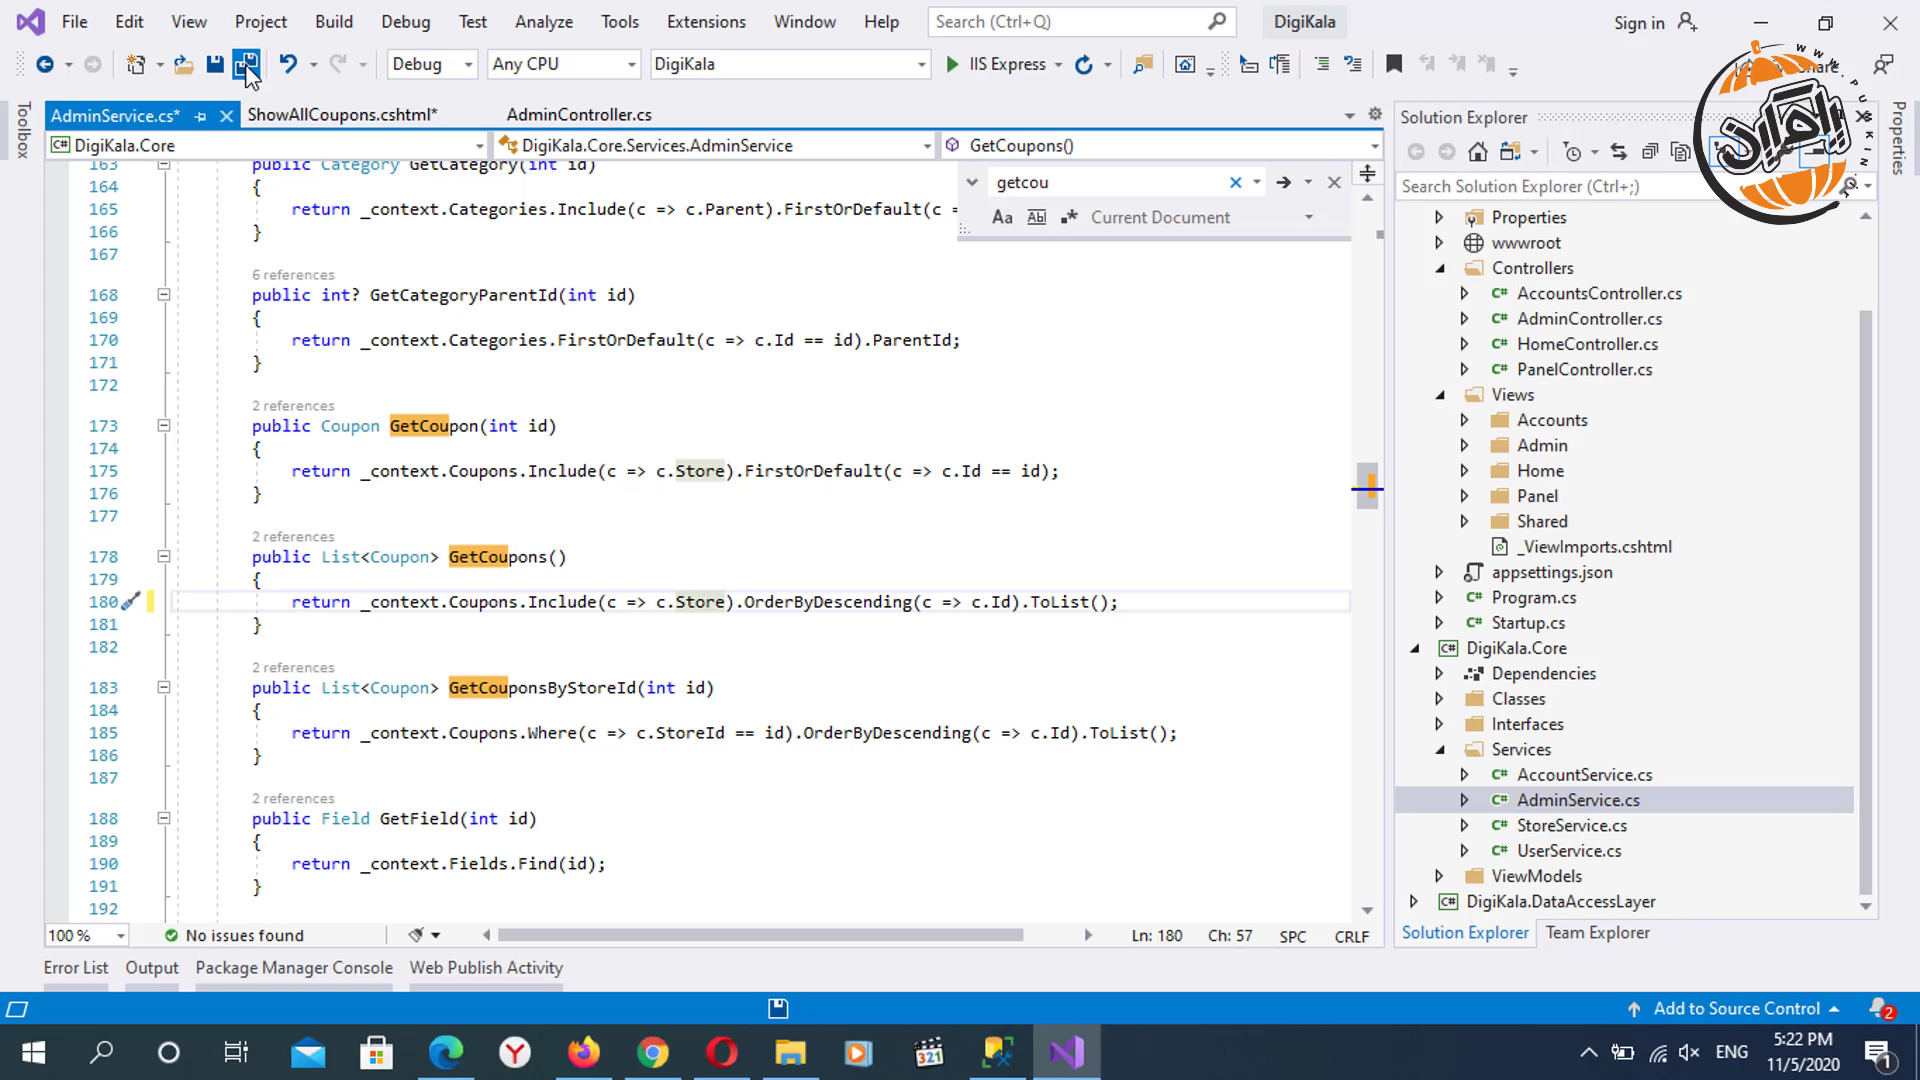 File Edit View Project Build Debug Test Analyze Tools Extensions Window Help Search (Ctrl+Q) DigiKala Sign in
Debug Any CPU DigiKala IIS Express
Toolbox
AdminService.cs* ShowAllCoupons.cshtml* AdminController.cs
DigiKala.Core DigiKala.Core.Services.AdminService GetCoupons()
getcou
Aa Abl Current Document
163 public Category GetCategory(int id)
164 {
165 return _context.Categories.Include(c => c.Parent).FirstOrDefault(c =
166 }
167
6 references
168 public int? GetCategoryParentId(int id)
169 {
170 return _context.Categories.FirstOrDefault(c => c.Id == id).ParentId;
171 }
172
2 references
173 public Coupon GetCoupon(int id)
174 {
175 return _context.Coupons.Include(c => c.Store).FirstOrDefault(c => c.Id == id);
176 }
177
2 references
178 public List<Coupon> GetCoupons()
179 {
180 return _context.Coupons.Include(c => c.Store).OrderByDescending(c => c.Id).ToList();
181 }
182
2 references
183 public List<Coupon> GetCouponsByStoreId(int id)
184 {
185 return _context.Coupons.Where(c => c.StoreId == id).OrderByDescending(c => c.Id).ToList();
186 }
187
2 references
188 public Field GetField(int id)
189 {
190 return _context.Fields.Find(id);
191 }
192
100 % No issues found Ln: 180 Ch: 57 SPC CRLF
Error List Output Package Manager Console Web Publish Activity
Solution Explorer
Search Solution Explorer (Ctrl+;)
Properties
wwwroot
Controllers
AccountsController.cs
AdminController.cs
HomeController.cs
PanelController.cs
Views
Accounts
Admin
Home
Panel
Shared
_ViewImports.cshtml
appsettings.json
Program.cs
Startup.cs
DigiKala.Core
Dependencies
Classes
Interfaces
Services
AccountService.cs
AdminService.cs
StoreService.cs
UserService.cs
ViewModels
DigiKala.DataAccessLayer
Solution Explorer Team Explorer
Properties
Add to Source Control 2
321
ENG 5:22 PM
11/5/2020 1